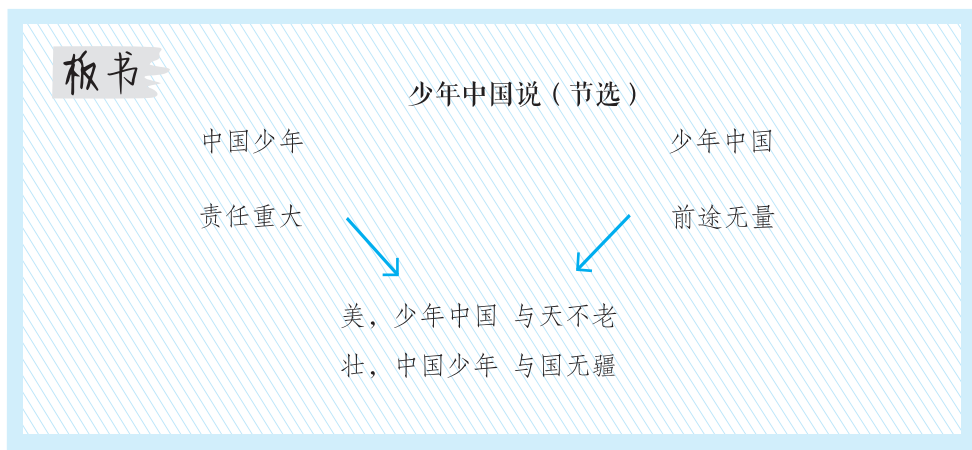 板书
少年中国说（节选）
中国少年 少年中国
责任重大 前途无量
美，少年中国 与天不老
壮，中国少年 与国无疆